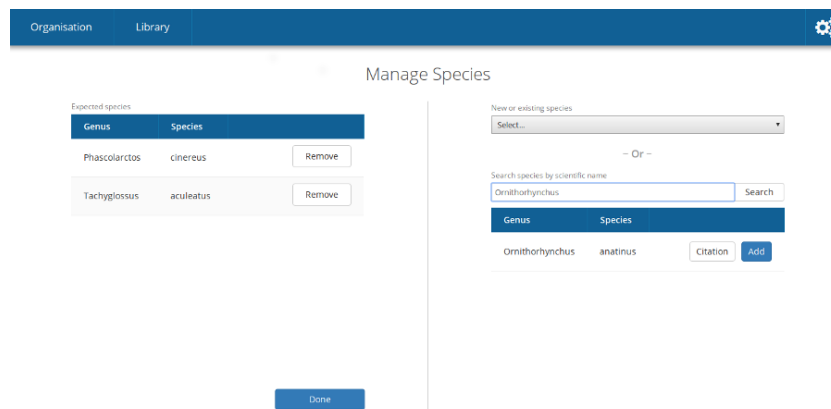 Organisation Library
Manage Species
Expected species
Genus Species
Phascolarctos cinereus Remove
Tachyglossus aculeatus Remove
Done
New or existing species
Select...
– Or –
Search species by scientific name
Ornithorhynchus Search
Genus Species
Ornithorhynchus anatinus Citation Add